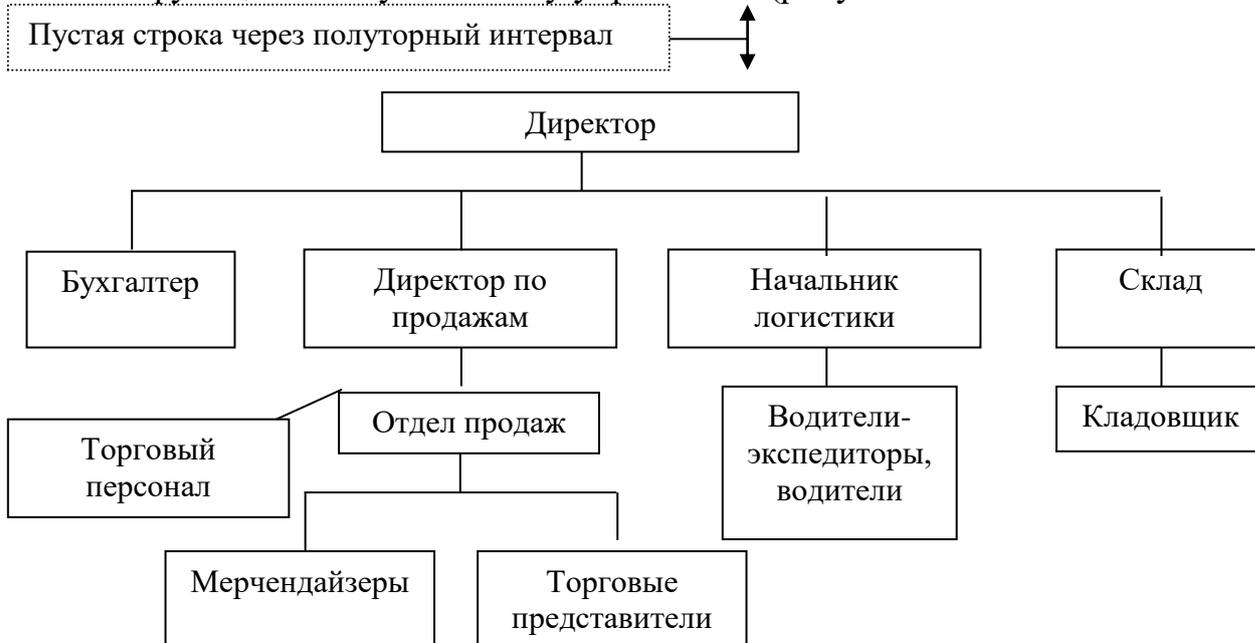 Пустая строка через полуторный интервал
Директор
Бухгалтер
Директор по
продажам
Начальник
логистики
Склад
Отдел продаж
Торговый
персонал
Водители-
экспедиторы,
водители
Кладовщик
Мерчендайзеры
Торговые
представители